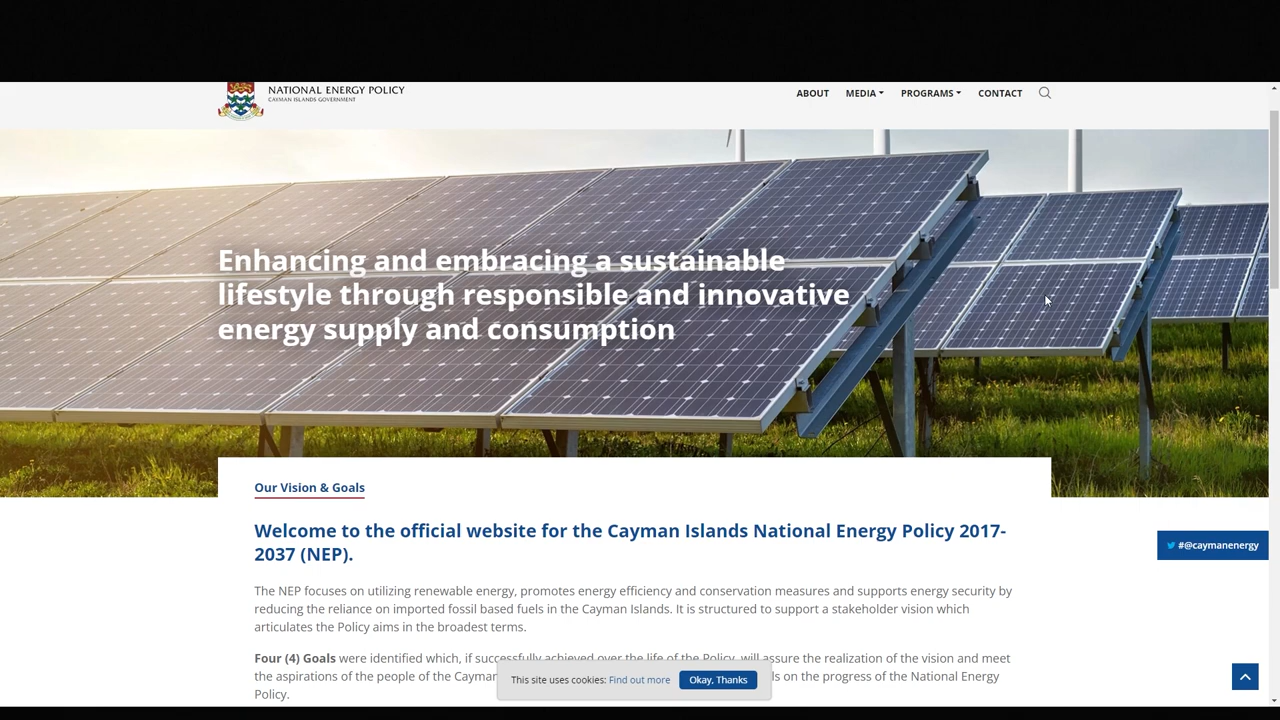 NATIONAL ENERGY POLICY
CAYMAN ISLANDS GOVERNMENT
ABOUT
MEDIA
PROGRAMS
CONTACT
Enhancing and embracing a sustainable
lifestyle through responsible and innovative
energy supply and consumption
Our Vision & Goals
Welcome to the official website for the Cayman Islands National Energy Policy 2017-
2037 (NEP).
#@caymanenergy
The NEP focuses on utilizing renewable energy, promotes energy efficiency and conservation measures and supports energy security by
reducing the reliance on imported fossil based fuels in the Cayman Islands. It is structured to support a stakeholder vision which
articulates the Policy aims in the broadest terms.
Four (4) Goals were identified which, if successfully achieved over the life of the Policy, will assure the realization of the vision and meet
the aspirations of the people of the Cayman on the progress of the National Energy
Policy.
This site uses cookies: Find out more
Okay, Thanks